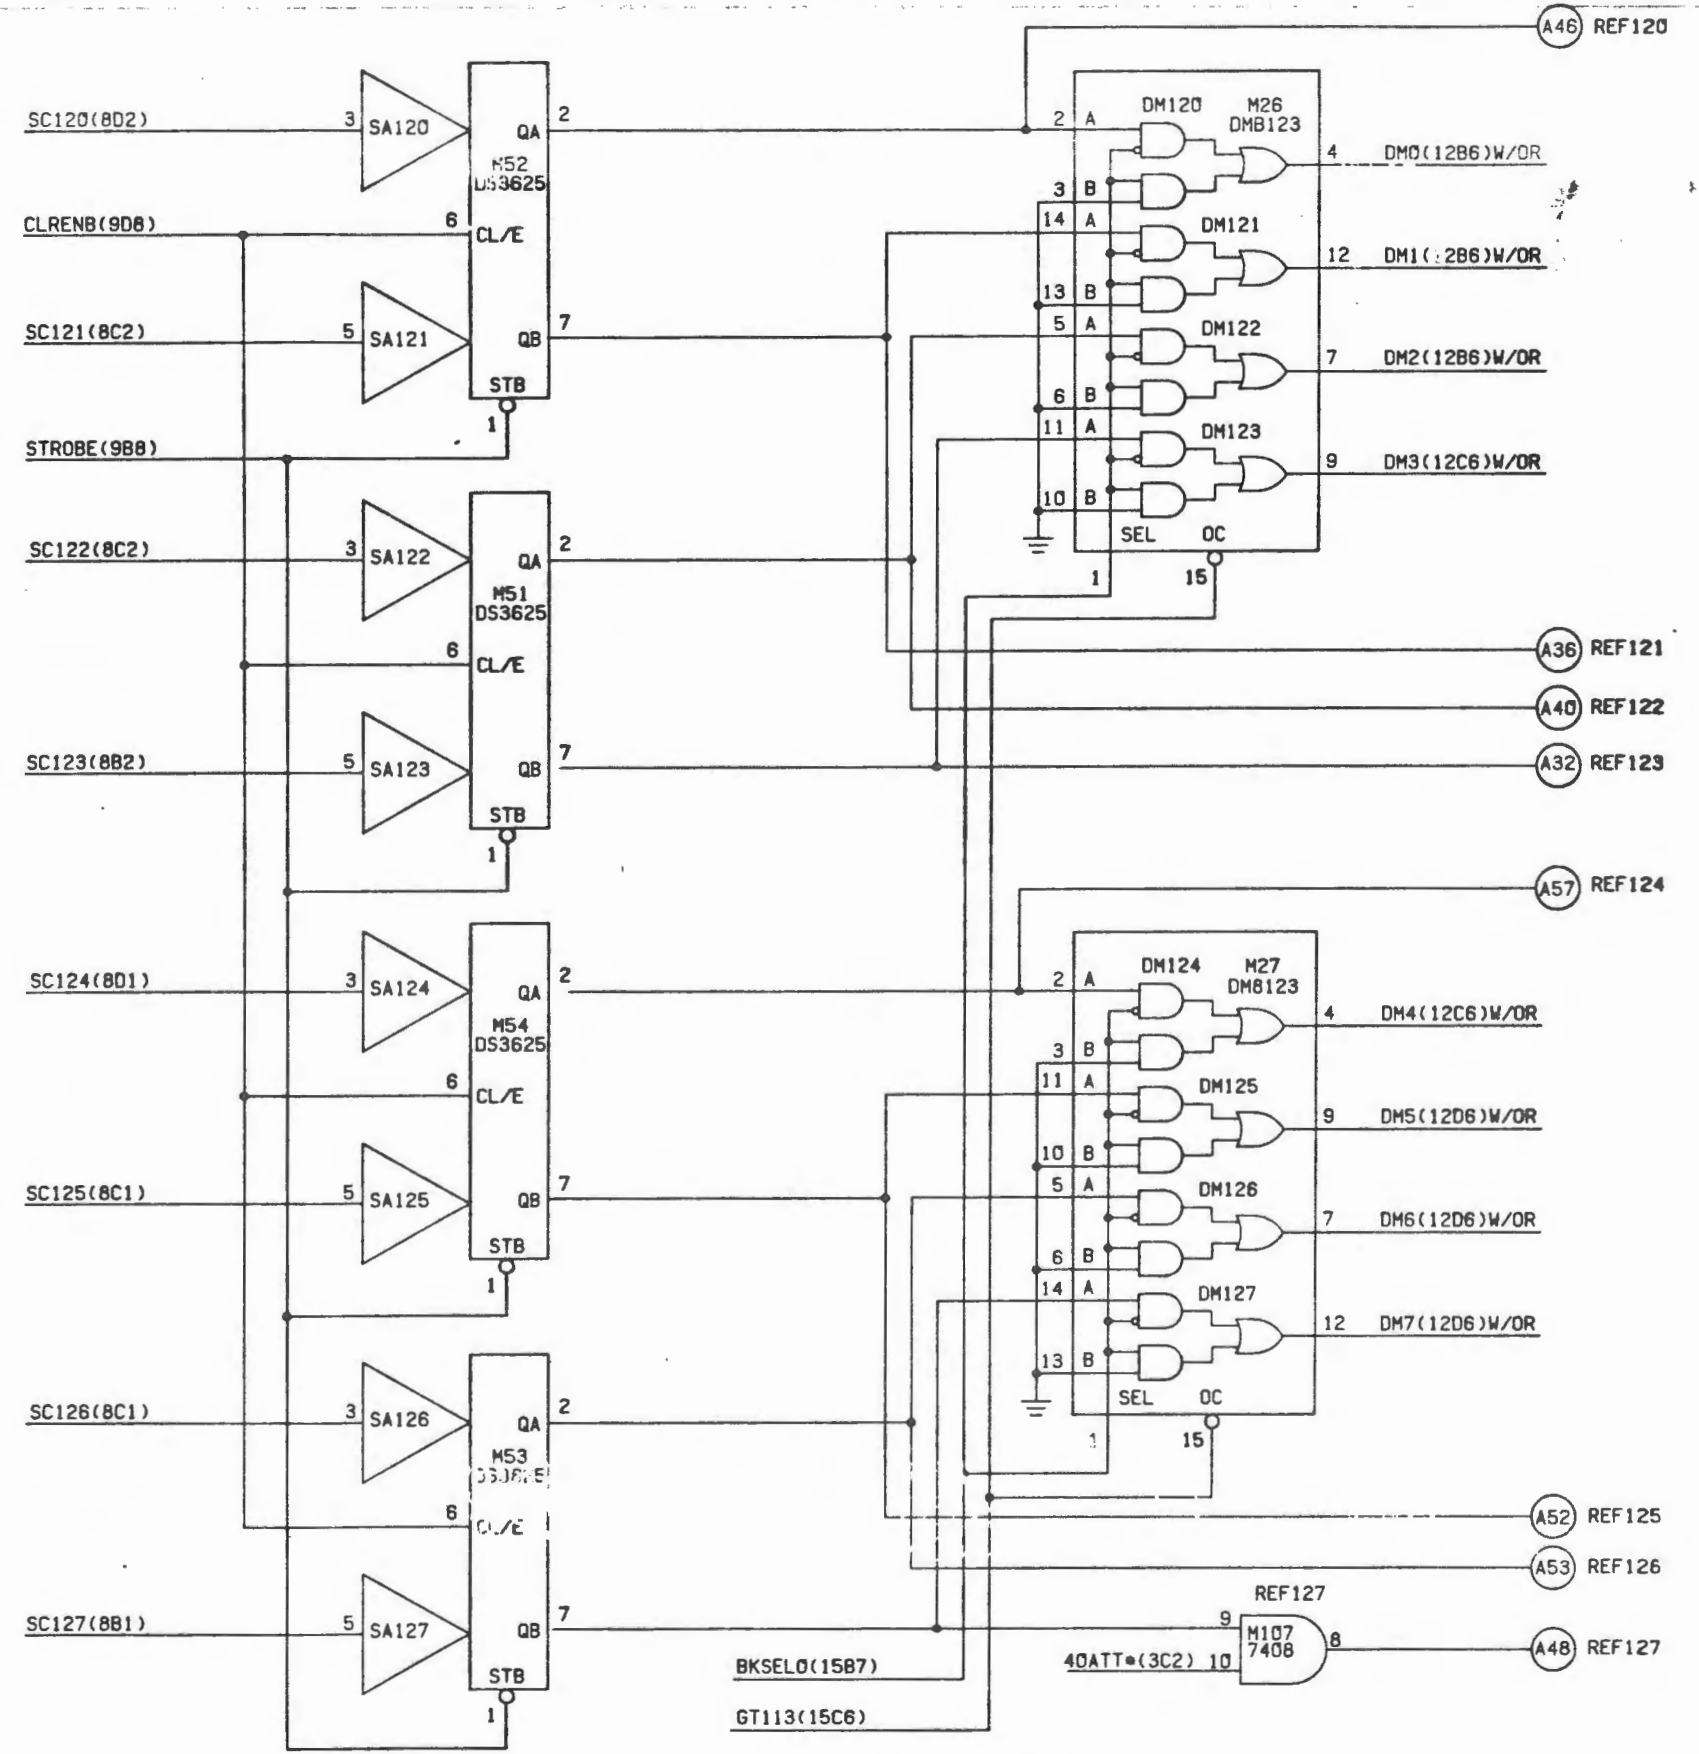 A46 REF120
SC120(8D2)
3 SA120
QA 2
M52
DS3625
CLRENB(9D8)
6 CL/E
SC121(8C2)
5 SA121
QB 7
STB
1
STROBE(9B8)
DM120 M26
DM8123
2 A
3 B
4 DM0(12B6)W/OR
14 A
DM121
13 B
12 DM1( 2B6)W/OR
5 A
DM122
6 B
7 DM2(12B6)W/OR
11 A
DM123
10 B
9 DM3(12C6)W/OR
SEL OC
1 15
SC122(8C2)
3 SA122
QA 2
M51
DS3625
6 CL/E
SC123(8B2)
5 SA123
QB 7
STB
1
A36 REF121
A40 REF122
A32 REF123
A57 REF124
SC124(8D1)
3 SA124
QA 2
M54
DS3625
6 CL/E
SC125(8C1)
5 SA125
QB 7
STB
1
DM124 M27
DM8123
2 A
3 B
4 DM4(12C6)W/OR
11 A
DM125
10 B
9 DM5(12D6)W/OR
5 A
DM126
6 B
7 DM6(12D6)W/OR
14 A
DM127
13 B
12 DM7(12D6)W/OR
SEL OC
1 15
SC126(8C1)
3 SA126
QA 2
M53
6 CL/E
SC127(8B1)
5 SA127
QB 7
STB
1
A52 REF125
A53 REF126
REF127
9 M107
7408
40ATT*(3C2) 10
8
A48 REF127
BKSEL0(15B7)
GT113(15C6)